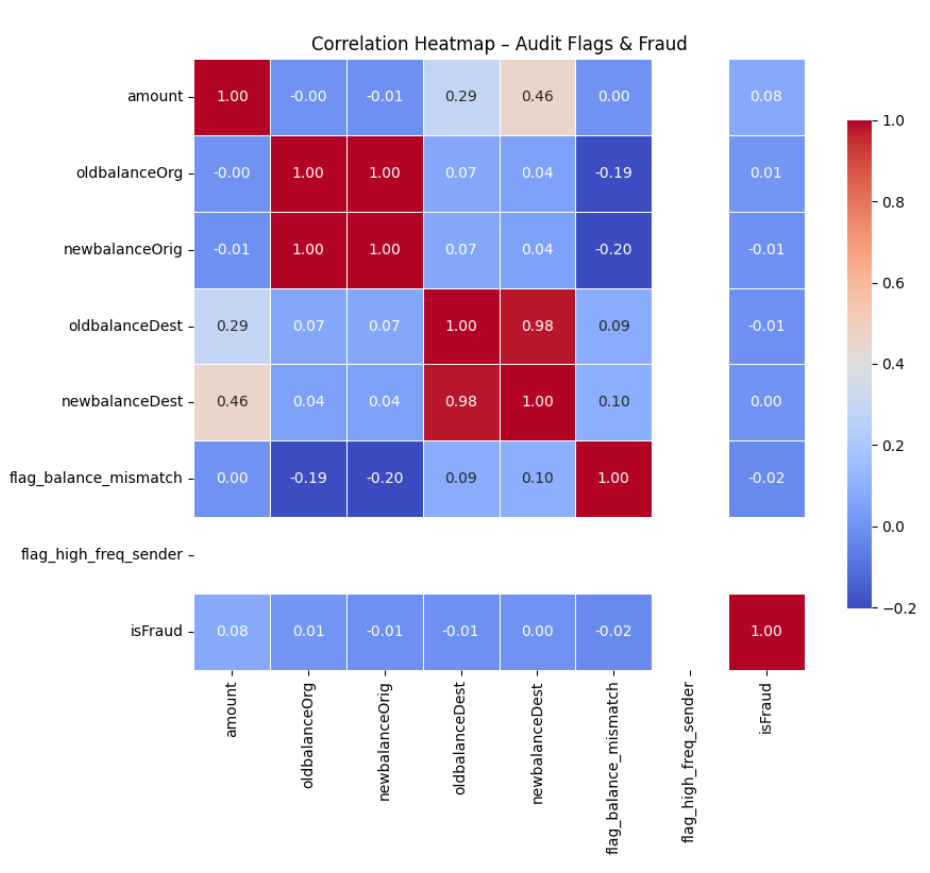 Correlation Heatmap – Audit Flags & Fraud
amount 1.00 -0.00 -0.01 0.29 0.46 0.00 0.08
oldbalanceOrg -0.00 1.00 1.00 0.07 0.04 -0.19 0.01
newbalanceOrig -0.01 1.00 1.00 0.07 0.04 -0.20 -0.01
oldbalanceDest 0.29 0.07 0.07 1.00 0.98 0.09 -0.01
newbalanceDest 0.46 0.04 0.04 0.98 1.00 0.10 0.00
flag_balance_mismatch 0.00 -0.19 -0.20 0.09 0.10 1.00 -0.02
flag_high_freq_sender
isFraud 0.08 0.01 -0.01 -0.01 0.00 -0.02 1.00
amount
oldbalanceOrg
newbalanceOrig
oldbalanceDest
newbalanceDest
flag_balance_mismatch
flag_high_freq_sender
isFraud
1.0
0.8
0.6
0.4
0.2
0.0
−0.2